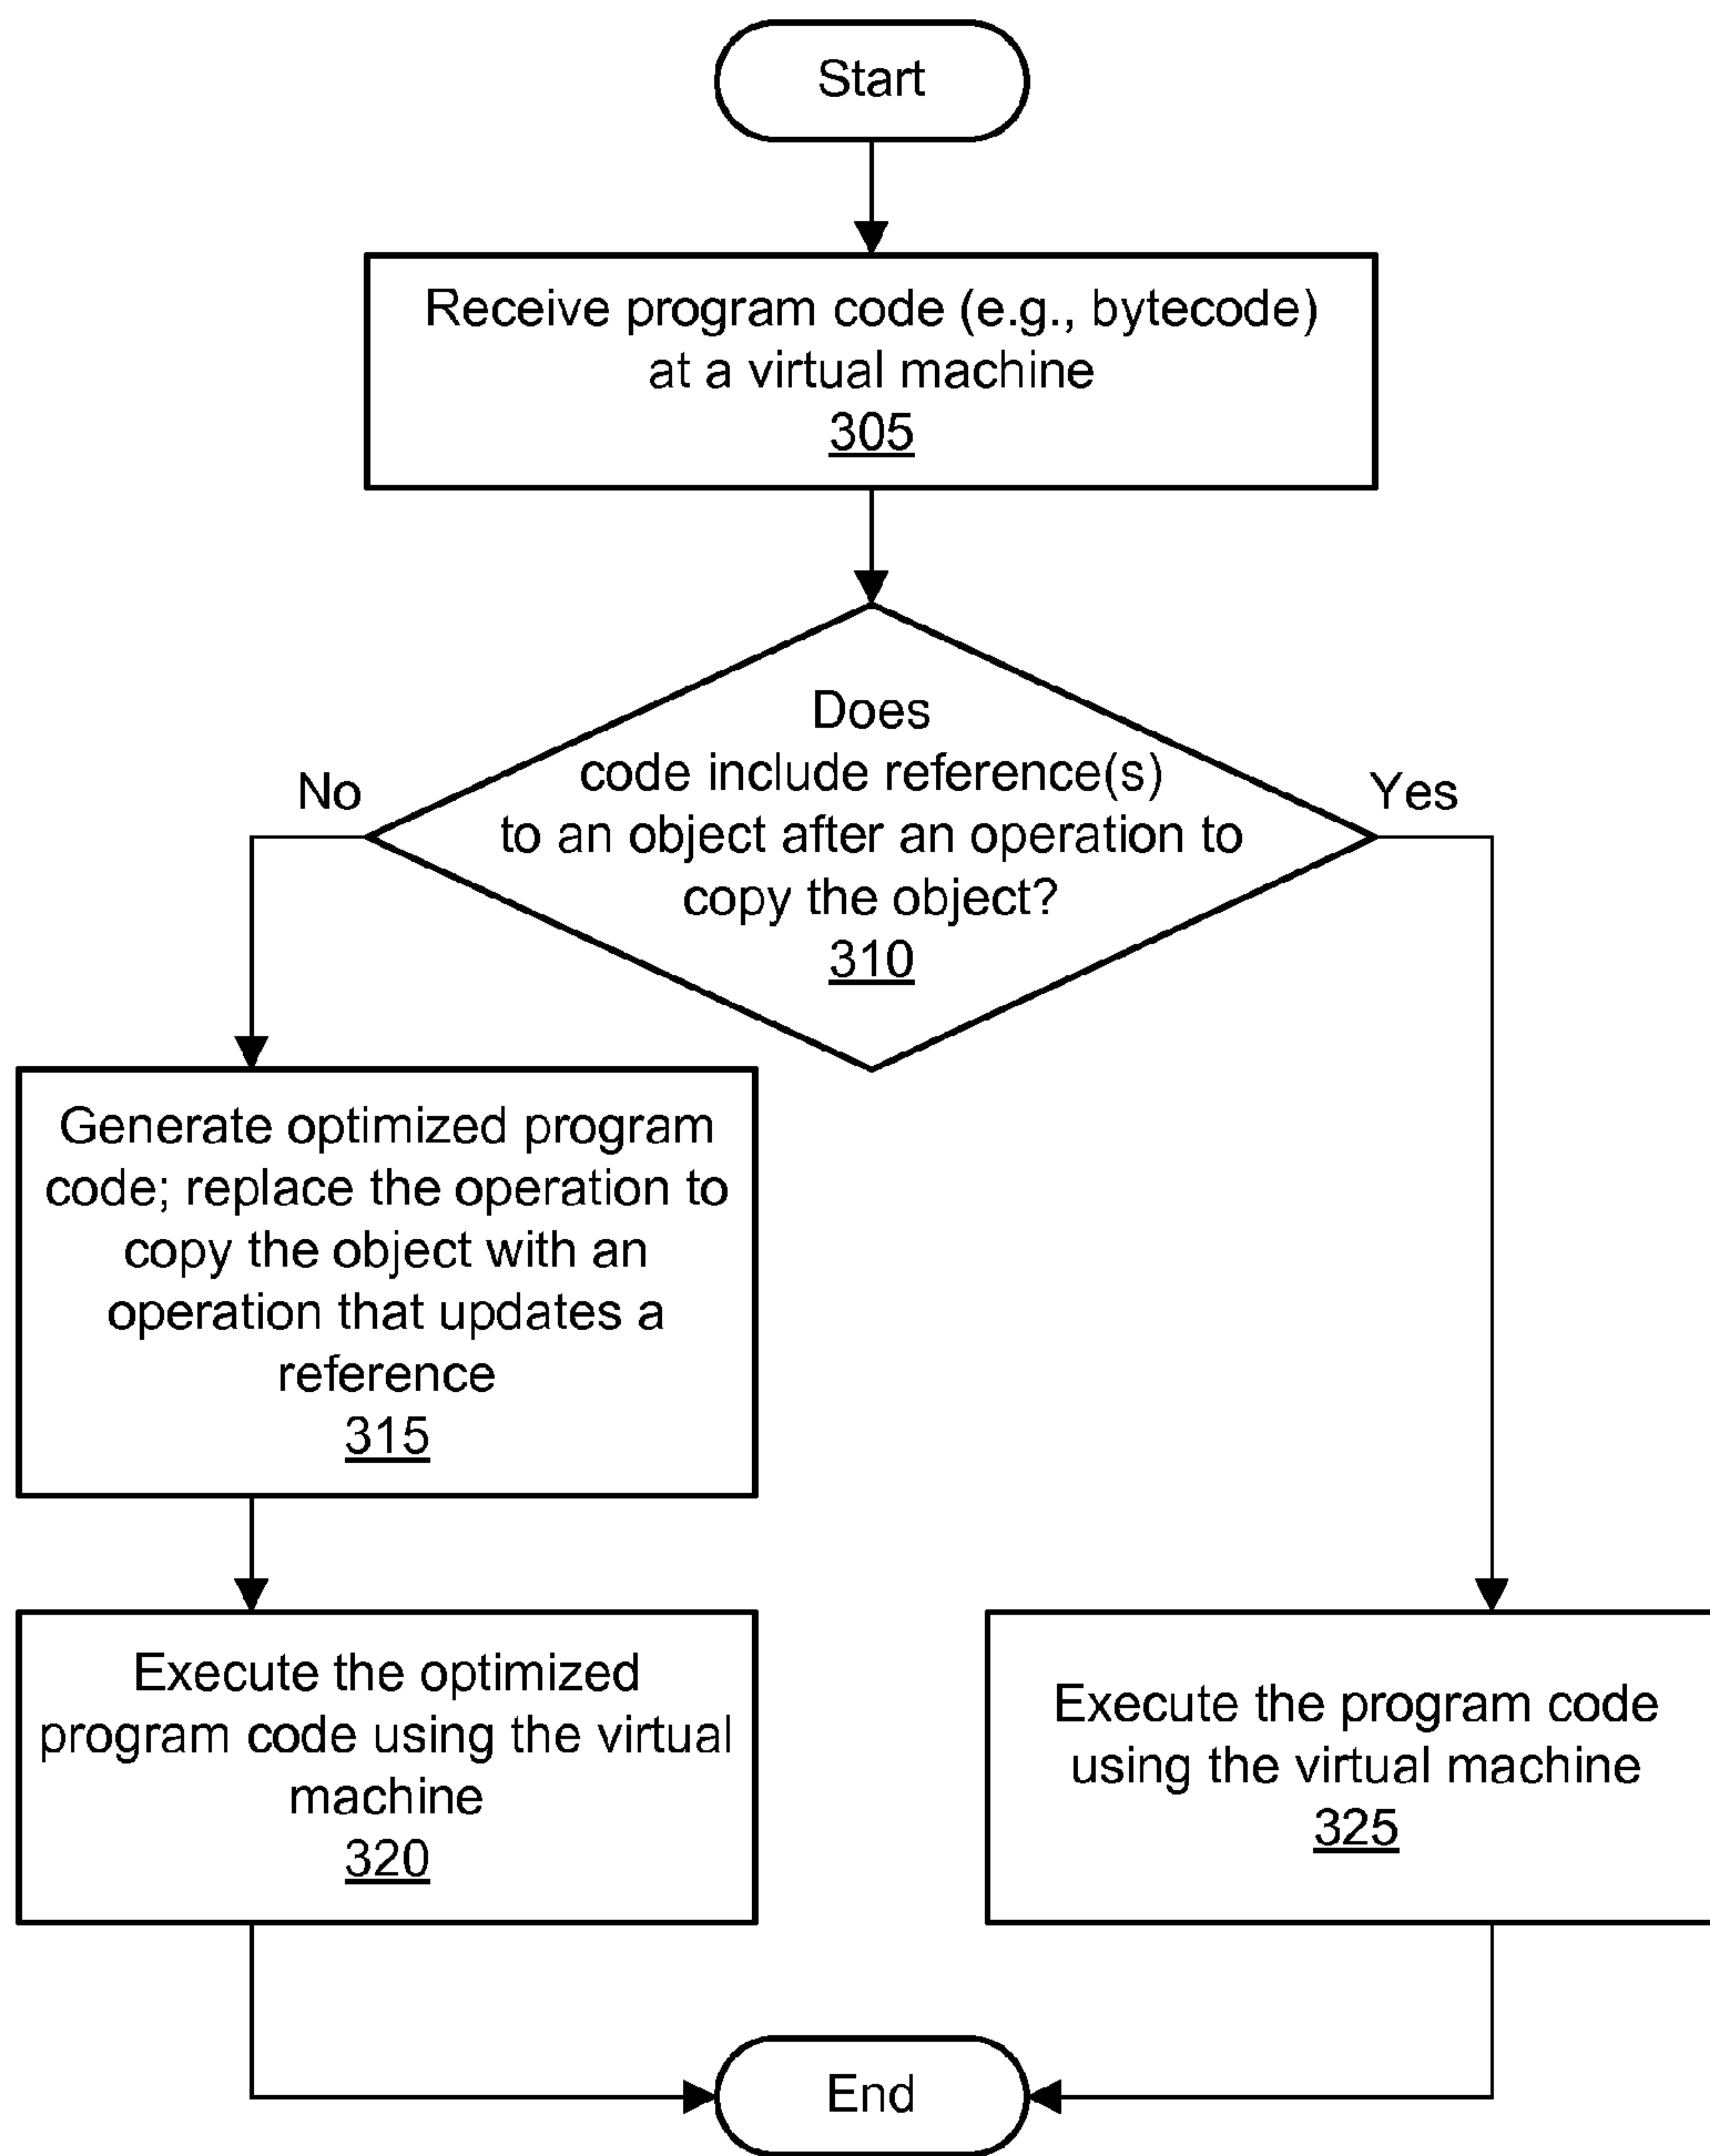 Start
Receive program code (e.g., bytecode)
at a virtual machine
305
Does
code include reference(s)
to an object after an operation to
copy the object?
310
No
Yes
Generate optimized program
code; replace the operation to
copy the object with an
operation that updates a
reference
315
Execute the optimized
program code using the virtual
machine
320
Execute the program code
using the virtual machine
325
End